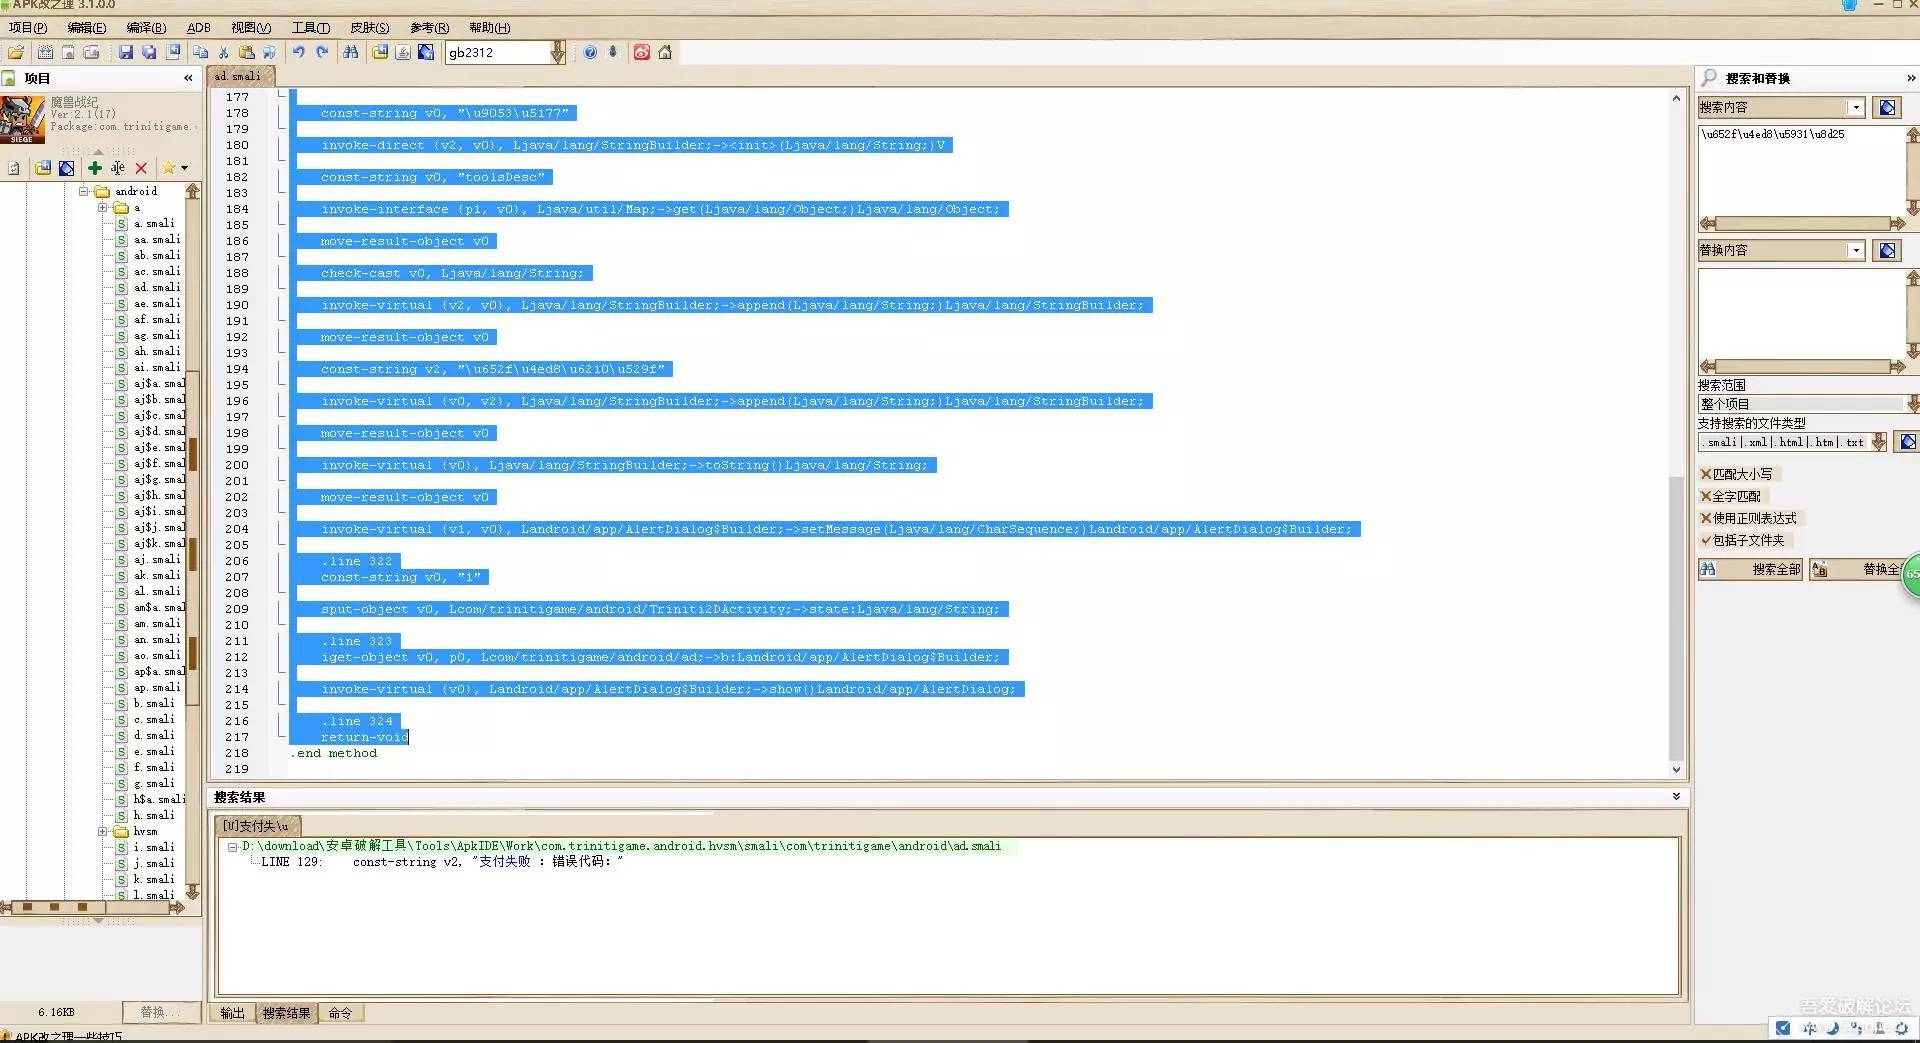 APK改之理 3.1.0.0
项目(P) 编辑(E) 编译(B) ADB 视图(V) 工具(T) 皮肤(S) 参考(R) 帮助(H)
gb2312
项目 «
魔兽战纪
Ver:2.1(17)
Package:com.trinitigame.
SIEGE
android
a
a.smali
aa.smali
ab.smali
ac.smali
ad.smali
ae.smali
af.smali
ag.smali
ah.smali
ai.smali
aj$a.smal
aj$b.smal
aj$c.smal
aj$d.smal
aj$e.smal
aj$f.smal
aj$g.smal
aj$h.smal
aj$i.smal
aj$j.smal
aj$k.smal
aj.smali
ak.smali
al.smali
am$a.smal
am.smali
an.smali
ao.smali
ap$a.smal
ap.smali
b.smali
c.smali
d.smali
e.smali
f.smali
g.smali
h$a.smali
h.smali
hvsm
i.smali
j.smali
k.smali
l.smali
6.16KB 替换...
APK改之理一些技巧
ad.smali
177
178 const-string v0, "\u9053\u5177"
179
180 invoke-direct {v2, v0}, Ljava/lang/StringBuilder;-><init>(Ljava/lang/String;)V
181
182 const-string v0, "toolsDesc"
183
184 invoke-interface {p1, v0}, Ljava/util/Map;->get(Ljava/lang/Object;)Ljava/lang/Object;
185
186 move-result-object v0
187
188 check-cast v0, Ljava/lang/String;
189
190 invoke-virtual {v2, v0}, Ljava/lang/StringBuilder;->append(Ljava/lang/String;)Ljava/lang/StringBuilder;
191
192 move-result-object v0
193
194 const-string v2, "\u652f\u4ed8\u6210\u529f"
195
196 invoke-virtual {v0, v2}, Ljava/lang/StringBuilder;->append(Ljava/lang/String;)Ljava/lang/StringBuilder;
197
198 move-result-object v0
199
200 invoke-virtual {v0}, Ljava/lang/StringBuilder;->toString()Ljava/lang/String;
201
202 move-result-object v0
203
204 invoke-virtual {v1, v0}, Landroid/app/AlertDialog$Builder;->setMessage(Ljava/lang/CharSequence;)Landroid/app/AlertDialog$Builder;
205
206 .line 322
207 const-string v0, "1"
208
209 sput-object v0, Lcom/trinitigame/android/Triniti2DActivity;->state:Ljava/lang/String;
210
211 .line 323
212 iget-object v0, p0, Lcom/trinitigame/android/ad;->b:Landroid/app/AlertDialog$Builder;
213
214 invoke-virtual {v0}, Landroid/app/AlertDialog$Builder;->show()Landroid/app/AlertDialog;
215
216 .line 324
217 return-void
218 .end method
219
搜索结果
[U]支付失\u
D:\download\安卓破解工具\Tools\ApkIDE\Work\com.trinitigame.android.hvsm\smali\com\trinitigame\android\ad.smali
LINE 129: const-string v2, "支付失败 : 错误代码: "
输出 搜索结果 命令
搜索和替换 »
搜索内容
\u652f\u4ed8\u5931\u8d25
替换内容
搜索范围
整个项目
支持搜索的文件类型
.smali|.xml|.html|.htm|.txt
匹配大小写
全字匹配
使用正则表达式
包括子文件夹
搜索全部 替换全
65
吾爱破解论坛